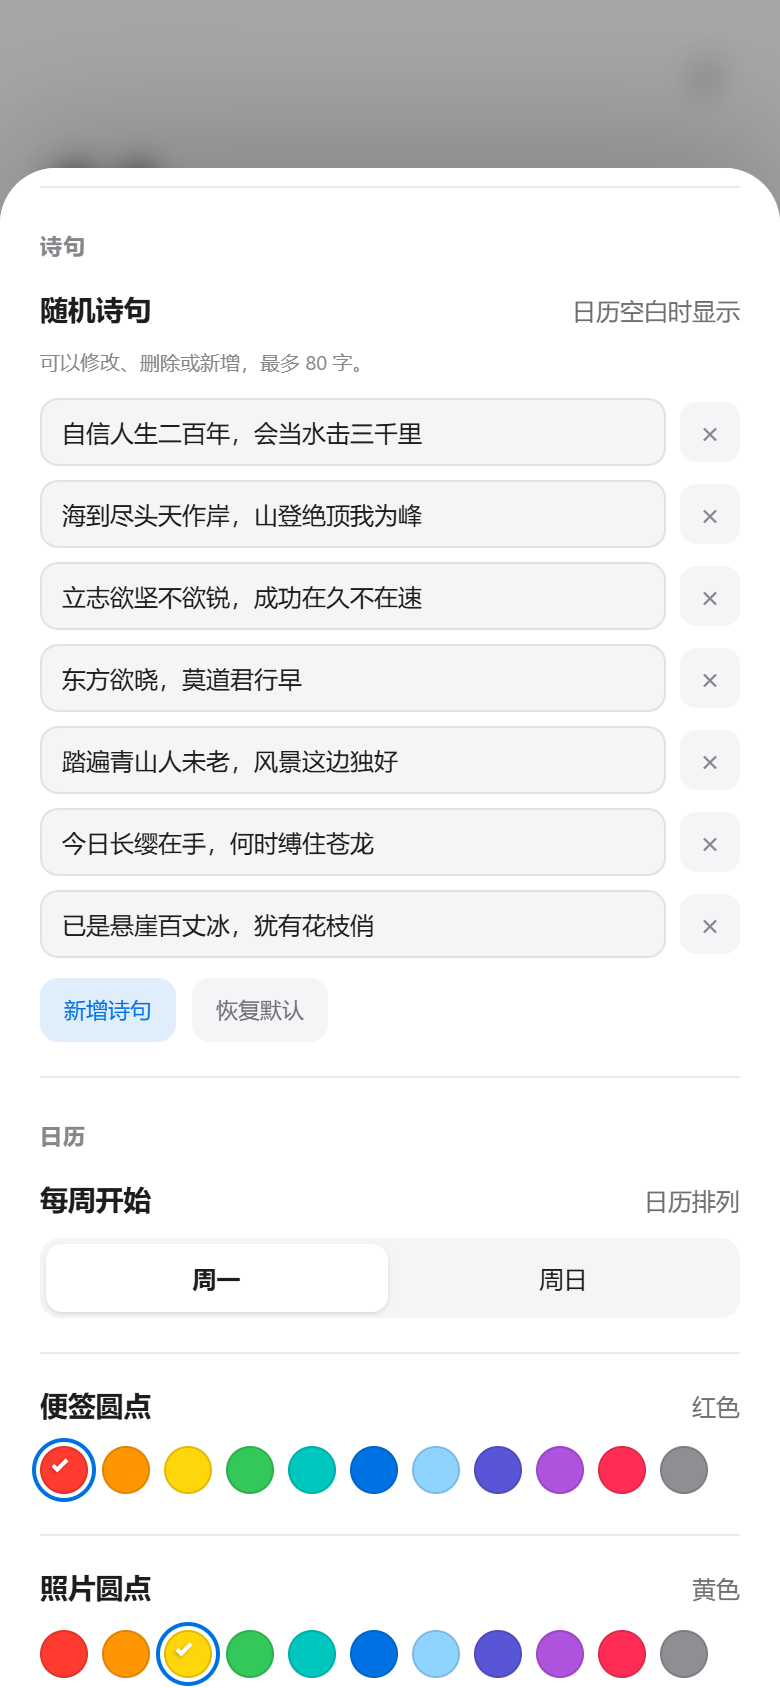 诗句
随机诗句 日历空白时显示
可以修改、删除或新增，最多 80 字。
自信人生二百年，会当水击三千里 ×
海到尽头天作岸，山登绝顶我为峰 ×
立志欲坚不欲锐，成功在久不在速 ×
东方欲晓，莫道君行早 ×
踏遍青山人未老，风景这边独好 ×
今日长缨在手，何时缚住苍龙 ×
已是悬崖百丈冰，犹有花枝俏 ×
新增诗句 恢复默认
日历
每周开始 日历排列
周一 周日
便签圆点 红色
照片圆点 黄色